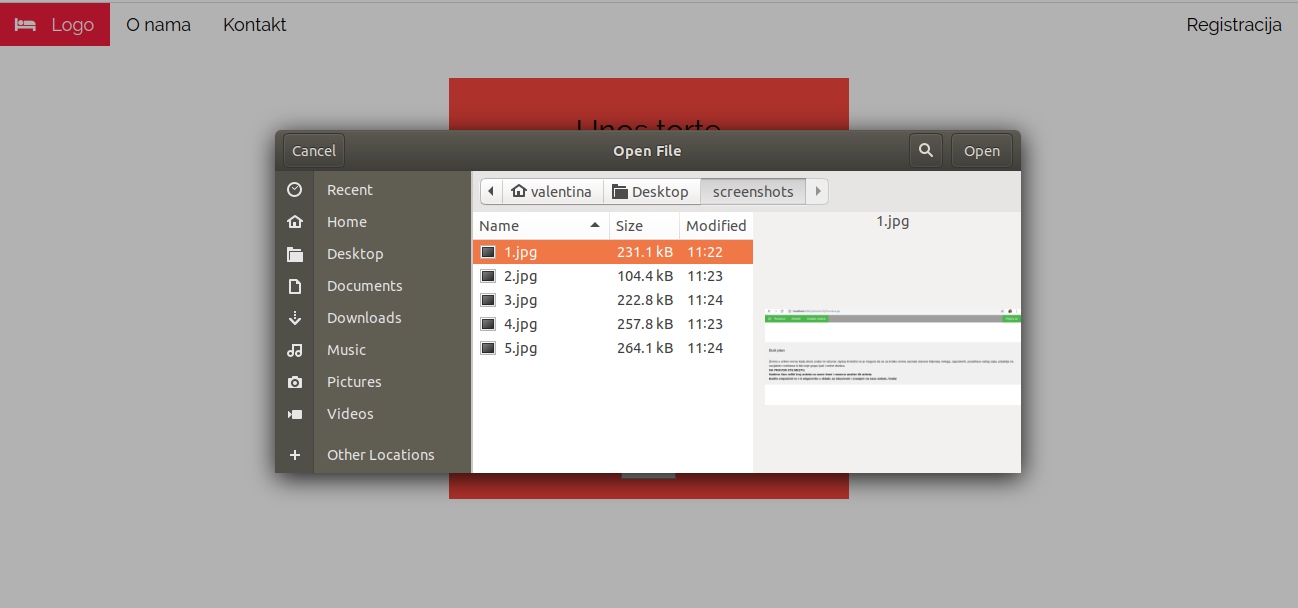 Logo O nama Kontakt Registracija
Unos torte
Cancel Open File Open
Recent
Home
Desktop
Documents
Downloads
Music
Pictures
Videos
Other Locations
valentina Desktop screenshots
Name Size Modified
1.jpg 231.1 kB 11:22
2.jpg 104.4 kB 11:23
3.jpg 222.8 kB 11:24
4.jpg 257.8 kB 11:23
5.jpg 264.1 kB 11:24
1.jpg